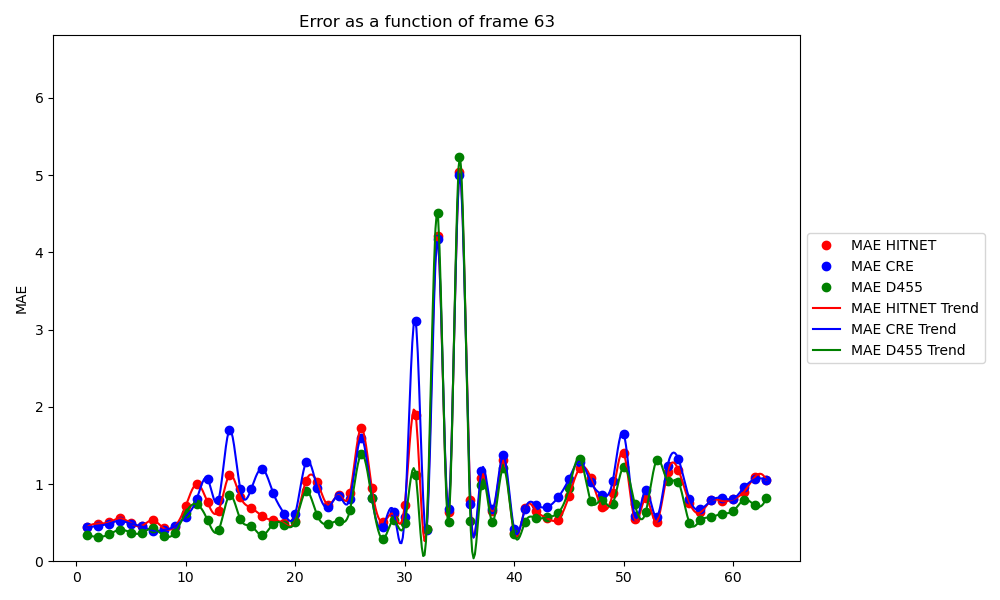 Error as a function of frame 63
MAE
6
5
4
3
2
1
0
0 10 20 30 40 50 60
MAE HITNET
MAE CRE
MAE D455
MAE HITNET Trend
MAE CRE Trend
MAE D455 Trend